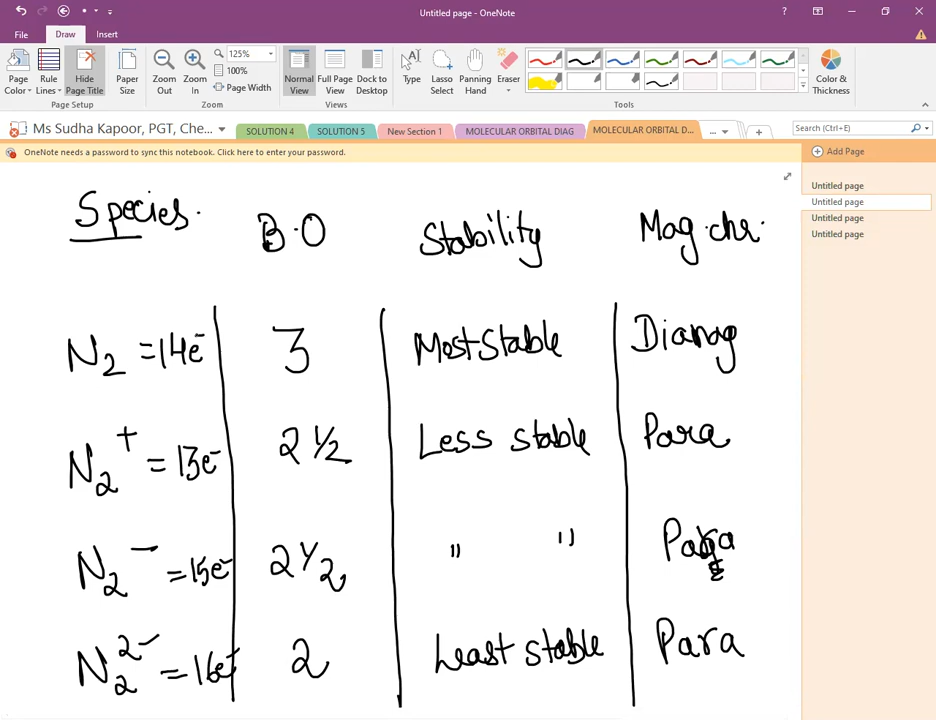 Untitled page - OneNote
File Draw Insert
Page Color Rule Lines Hide Page Title Paper Size Zoom Out Zoom In 125% 100% Page Width Normal View Full Page View Dock to Desktop Type Lasso Select Panning Hand Eraser Color & Thickness
Page Setup Zoom Views Tools
Ms Sudha Kapoor, PGT, Che... SOLUTION 4 SOLUTION 5 New Section 1 MOLECULAR ORBITAL DIAG MOLECULAR ORBITAL D... ... Search (Ctrl+E)
OneNote needs a password to sync this notebook. Click here to enter your password.
Add Page
Untitled page
Untitled page
Untitled page
Untitled page
Species. B.O Stability Mag.chr.
N₂ = 14e⁻ 3 Most Stable Diamag
N₂⁺ = 13e⁻ 2 1/2 Less stable Para
N₂⁻ = 15e⁻ 2 1/2 " " Para
N₂²⁻ = 16e⁻ 2 Least stable Para